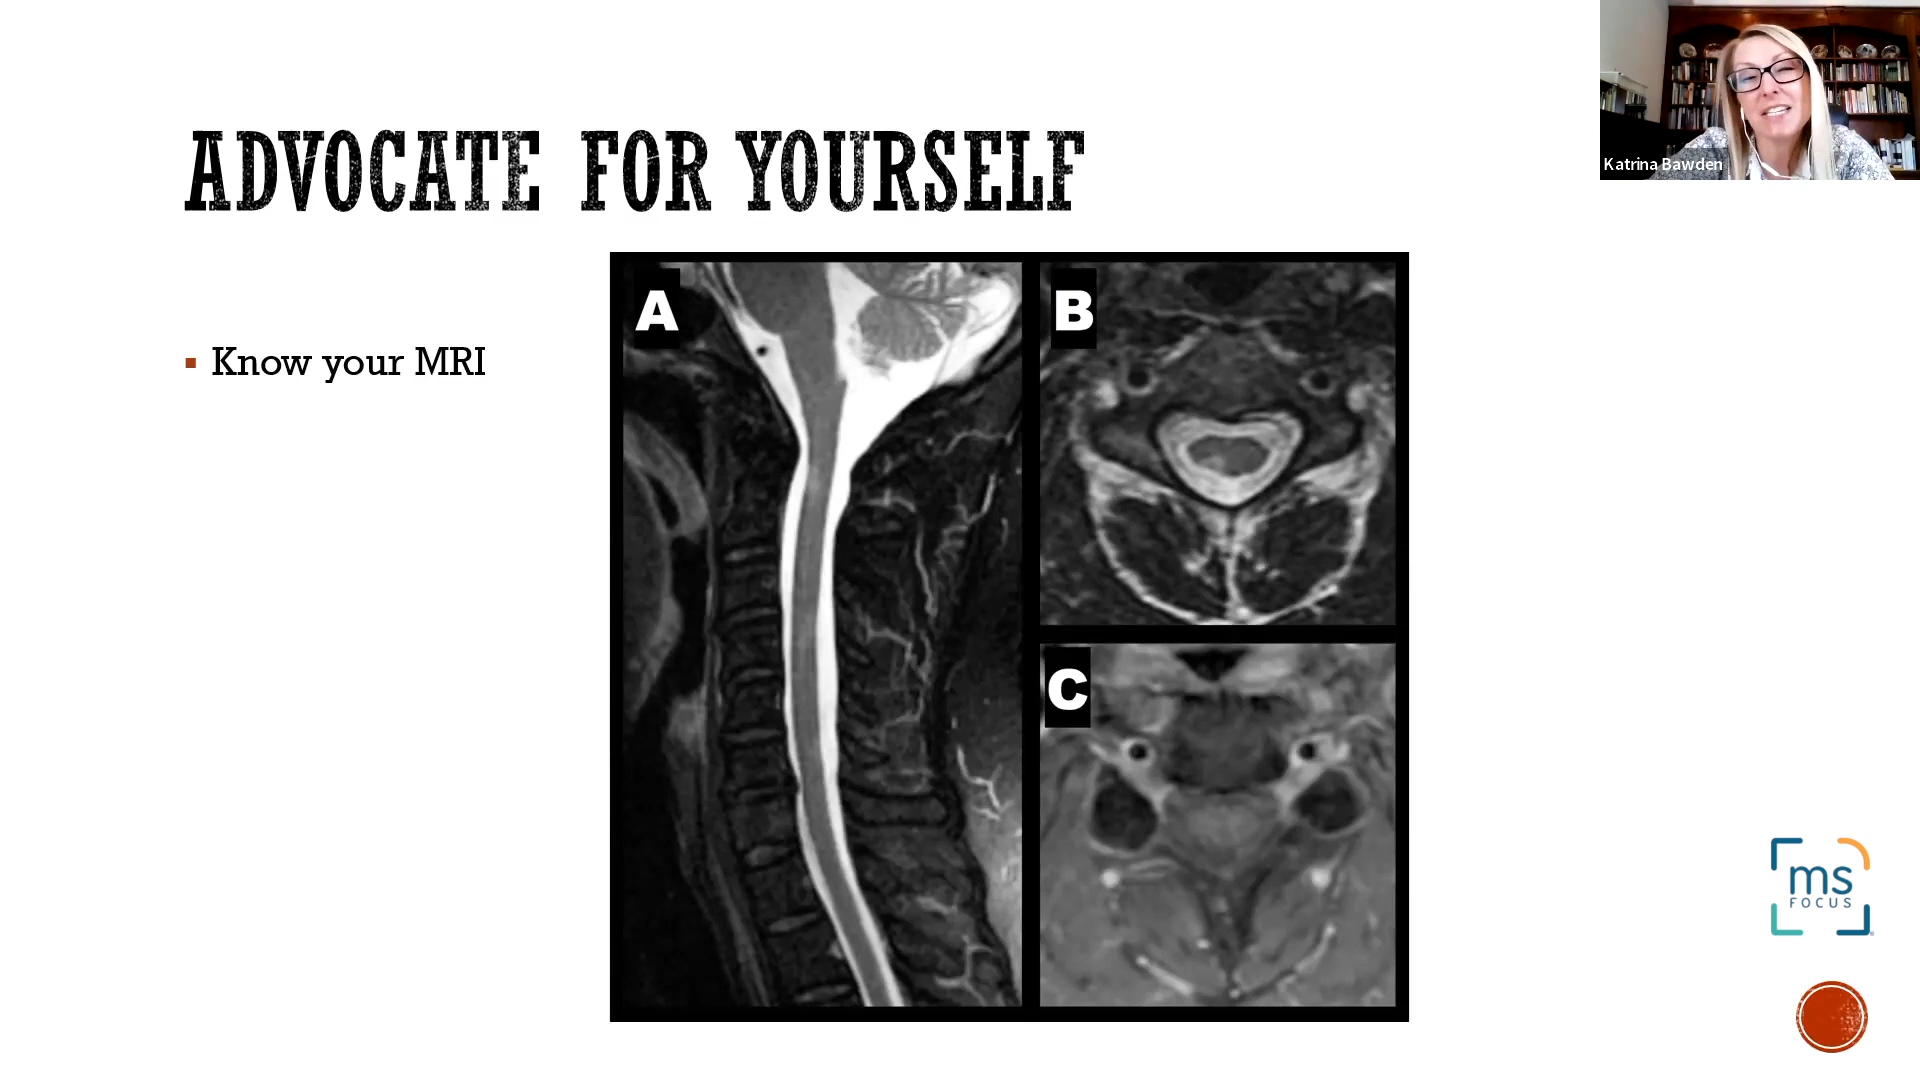 ADVOCATE FOR YOURSELF
Katrina Bawden
▪ Know your MRI
A
B
C
ms
FOCUS